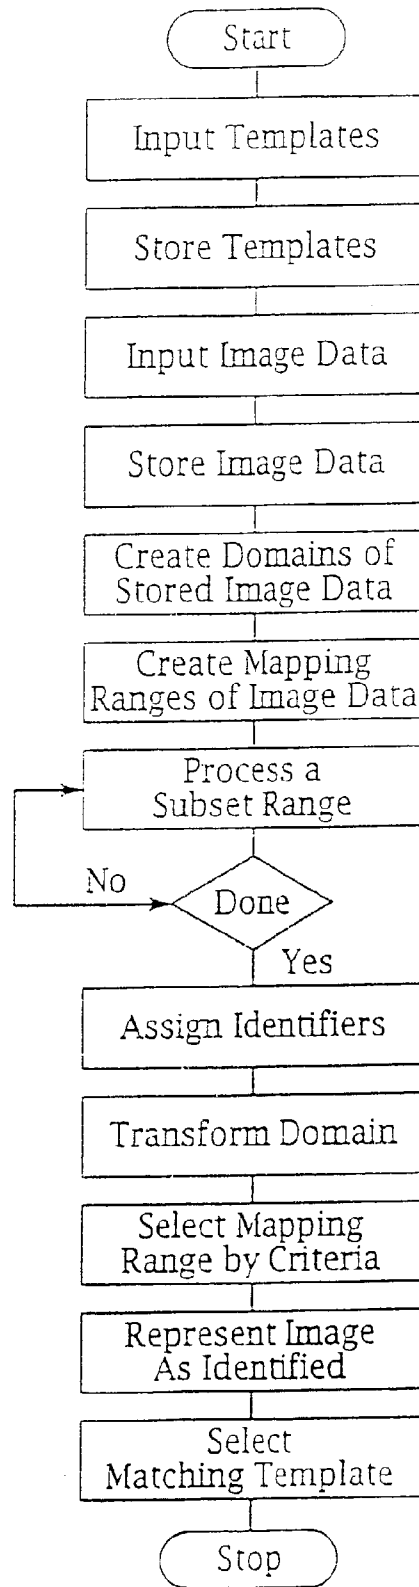 Start
Input Templates
Store Templates
Input Image Data
Store Image Data
Create Domains of
Stored Image Data
Create Mapping
Ranges of Image Data
Process a
Subset Range
No
Done
Yes
Assign Identifiers
Transform Domain
Select Mapping
Range by Criteria
Represent Image
As Identified
Select
Matching Template
Stop